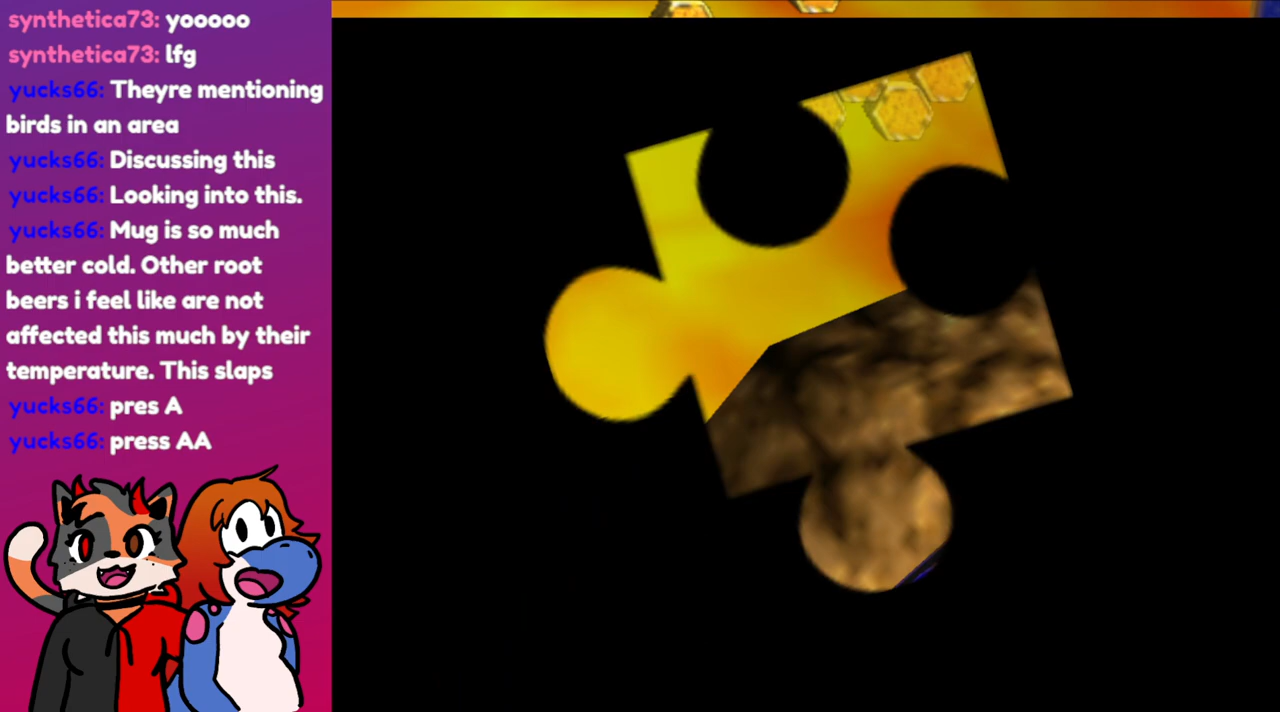 synthetica73: yooooo
synthetica73: lfg
yucks66: Theyre mentioning
birds in an area
yucks66: Discussing this
yucks66: Looking into this.
yucks66: Mug is so much
better cold. Other root
beers i feel like are not
affected this much by their
temperature. This slaps
yucks66: pres A
yucks66: press AA